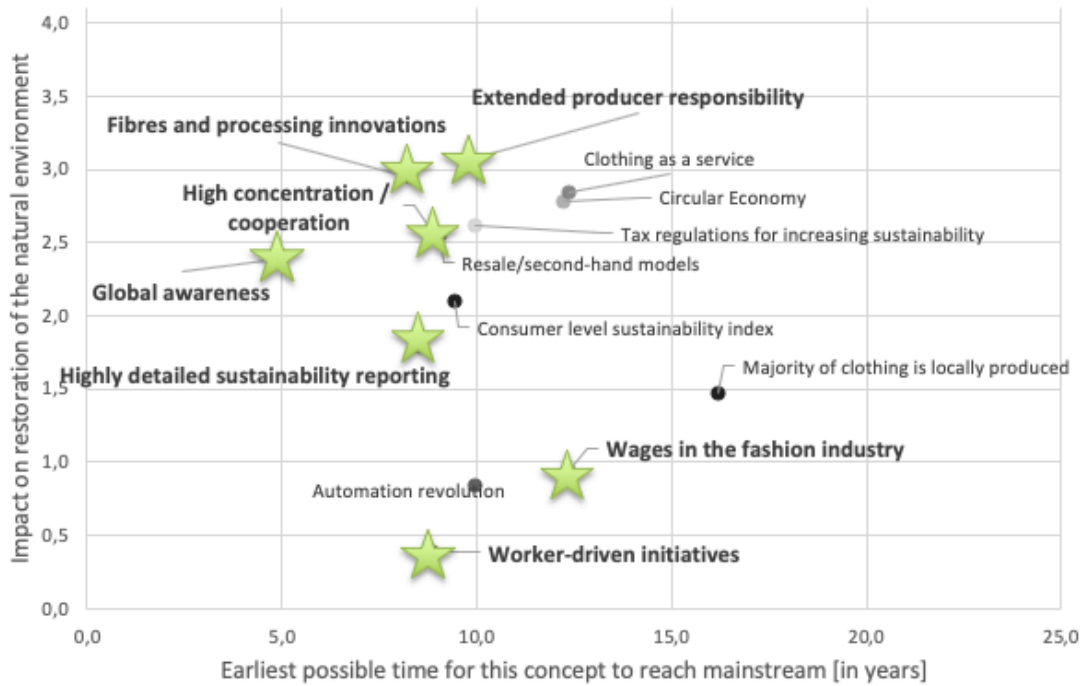 4,0
3,5
3,0
2,5
2,0
1,5
1,0
0,5
0,0
Impact on restoration of the natural environment
Extended producer responsibility
Fibres and processing innovations
Clothing as a service
High concentration /
cooperation
Circular Economy
Tax regulations for increasing sustainability
Resale/second-hand models
Global awareness
Consumer level sustainability index
Highly detailed sustainability reporting
Majority of clothing is locally produced
Wages in the fashion industry
Automation revolution
Worker-driven initiatives
0,0
5,0
10,0
15,0
20,0
25,0
Earliest possible time for this concept to reach mainstream [in years]